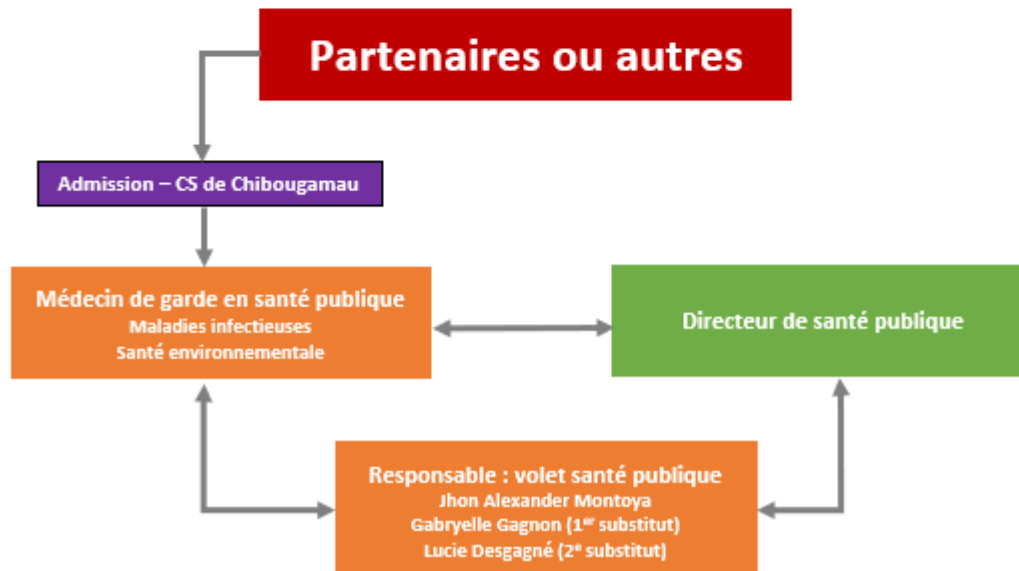 Partenaires ou autres
Admission – CS de Chibougamau
Médecin de garde en santé publique
Maladies infectieuses
Santé environnementale
Directeur de santé publique
Responsable : volet santé publique
Jhon Alexander Montoya
Gabryelle Gagnon (1er substitut)
Lucie Desgagné (2e substitut)